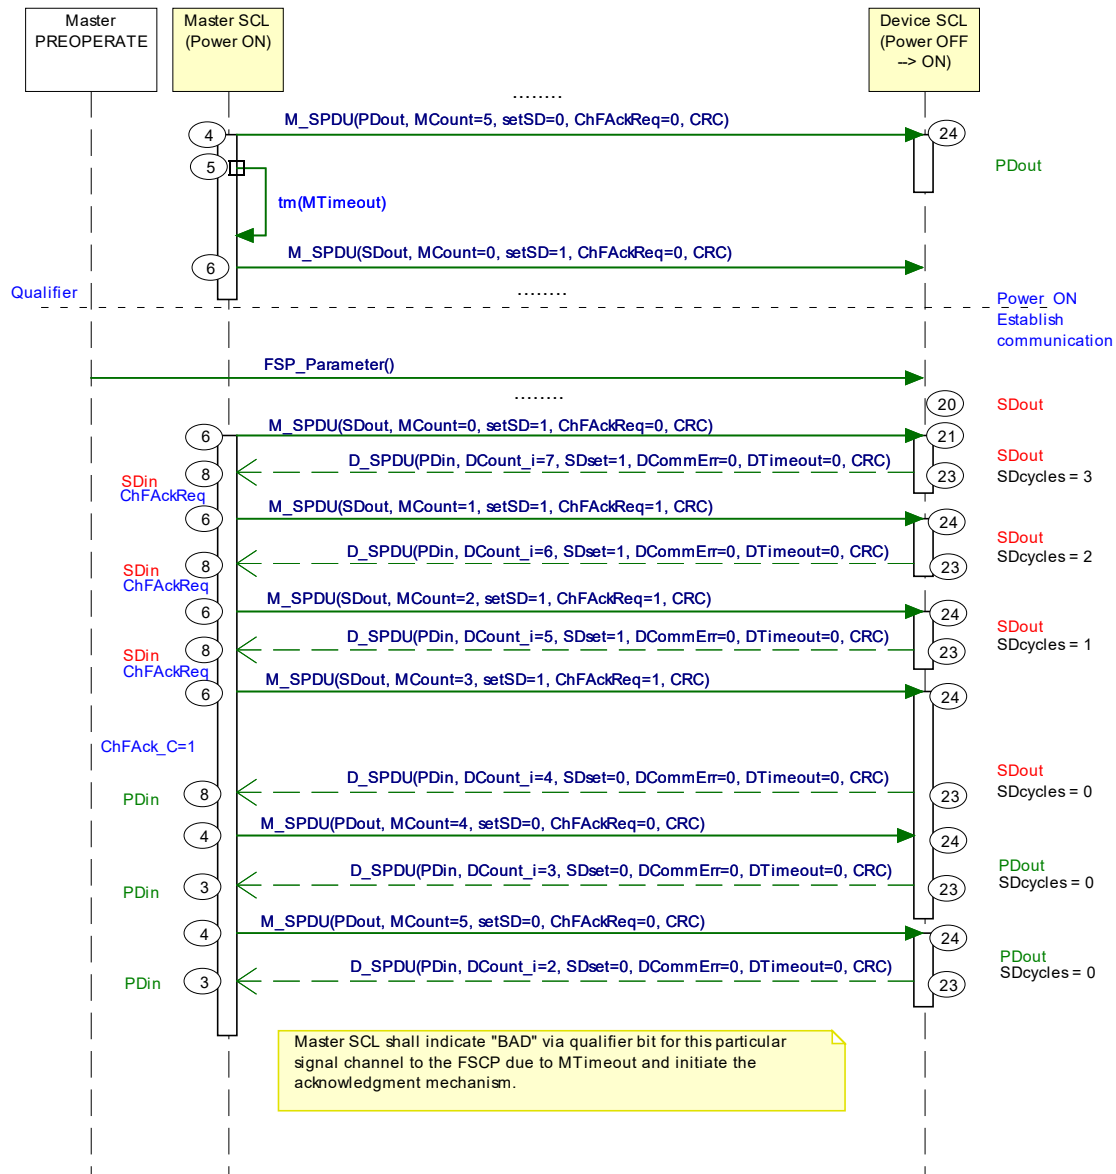 Master
PREOPERATE
Master SCL
(Power ON)
Device SCL
(Power OFF
--> ON)
........
M_SPDU(PDout, MCount=5, setSD=0, ChFAckReq=0, CRC)
4
24
5
PDout
tm(MTimeout)
M_SPDU(SDout, MCount=0, setSD=1, ChFAckReq=0, CRC)
6
Qualifier
........
Power ON
Establish
communication
FSP_Parameter()
........
20
SDout
M_SPDU(SDout, MCount=0, setSD=1, ChFAckReq=0, CRC)
6
21
D_SPDU(PDin, DCount_i=7, SDset=1, DCommErr=0, DTimeout=0, CRC)
SDout
8
23
SDcycles = 3
SDin
ChFAckReq
M_SPDU(SDout, MCount=1, setSD=1, ChFAckReq=1, CRC)
6
24
D_SPDU(PDin, DCount_i=6, SDset=1, DCommErr=0, DTimeout=0, CRC)
SDout
SDcycles = 2
8
23
SDin
ChFAckReq
M_SPDU(SDout, MCount=2, setSD=1, ChFAckReq=1, CRC)
6
24
D_SPDU(PDin, DCount_i=5, SDset=1, DCommErr=0, DTimeout=0, CRC)
SDout
SDcycles = 1
8
23
SDin
ChFAckReq
M_SPDU(SDout, MCount=3, setSD=1, ChFAckReq=1, CRC)
6
24
ChFAck_C=1
D_SPDU(PDin, DCount_i=4, SDset=0, DCommErr=0, DTimeout=0, CRC)
SDout
SDcycles = 0
PDin
8
23
M_SPDU(PDout, MCount=4, setSD=0, ChFAckReq=0, CRC)
4
24
D_SPDU(PDin, DCount_i=3, SDset=0, DCommErr=0, DTimeout=0, CRC)
PDout
SDcycles = 0
PDin
3
23
M_SPDU(PDout, MCount=5, setSD=0, ChFAckReq=0, CRC)
4
24
D_SPDU(PDin, DCount_i=2, SDset=0, DCommErr=0, DTimeout=0, CRC)
PDout
SDcycles = 0
PDin
3
23
Master SCL shall indicate "BAD" via qualifier bit for this particular
signal channel to the FSCP due to MTimeout and initiate the
acknowledgment mechanism.